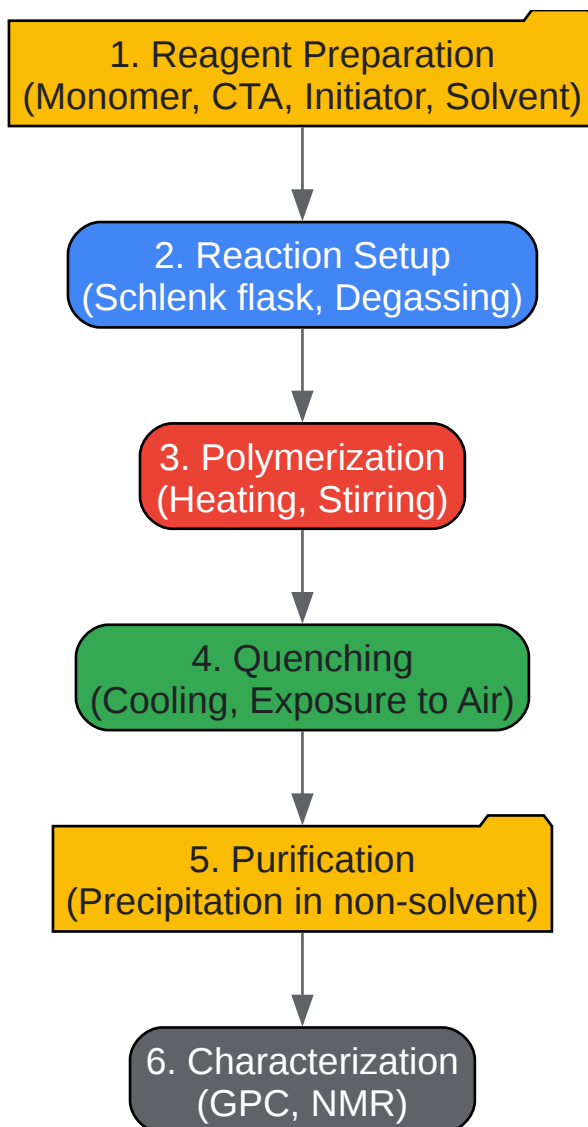 1. Reagent Preparation
(Monomer, CTA, Initiator, Solvent)
2. Reaction Setup
(Schlenk flask, Degassing)
3. Polymerization
(Heating, Stirring)
4. Quenching
(Cooling, Exposure to Air)
5. Purification
(Precipitation in non-solvent)
6. Characterization
(GPC, NMR)